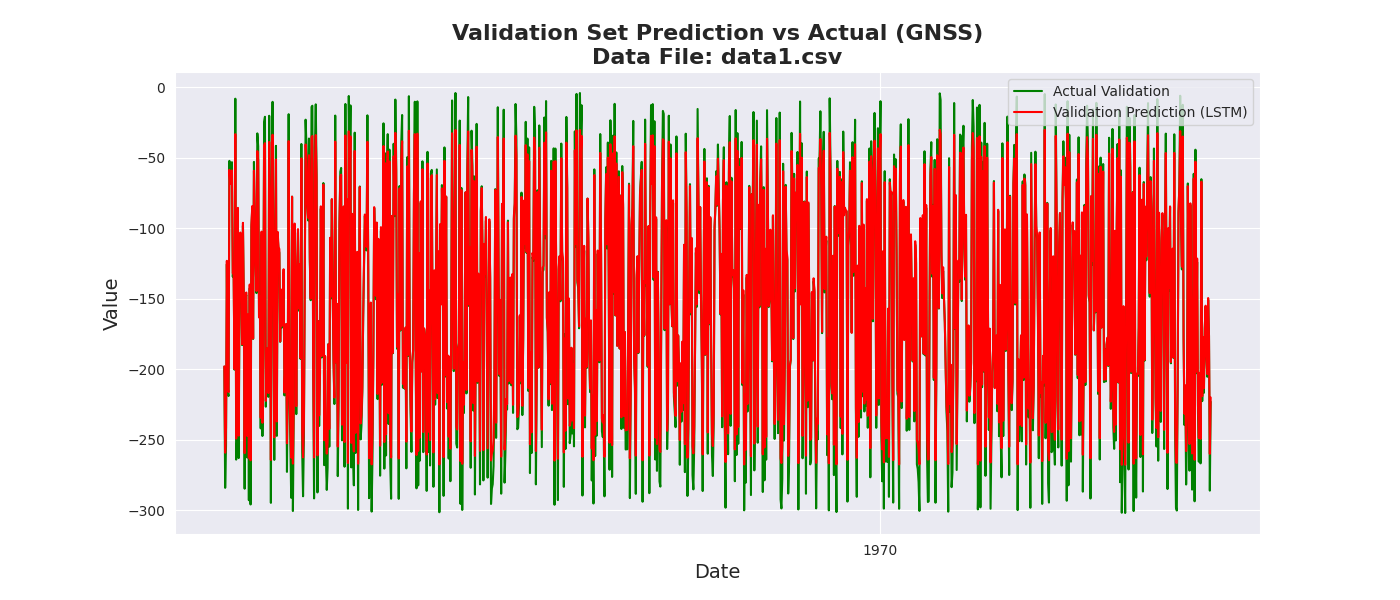 Validation Set Prediction vs Actual (GNSS)
Data File: data1.csv
Actual Validation
Validation Prediction (LSTM)
0
−50
−100
−150
−200
−250
−300
Value
1970
Date